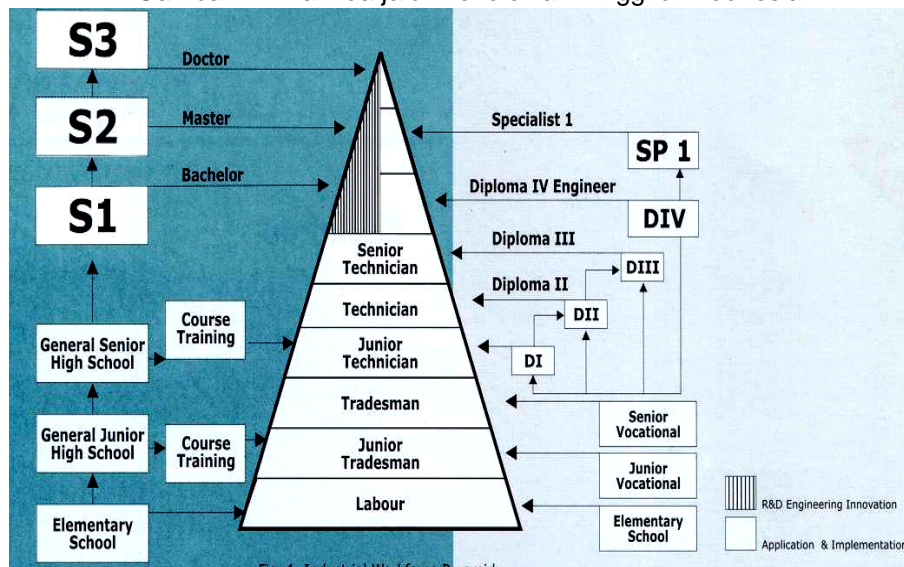 S3
Doctor
S2
Master
Bachelor
S1
General Senior
High School
Course
Training
General Junior
High School
Course
Training
Elementary
School
Senior
Technician
Technician
Junior
Technician
Tradesman
Junior
Tradesman
Labour
Specialist 1
SP 1
Diploma IV Engineer
DIV
Diploma III
DIII
Diploma II
DII
DI
Senior
Vocational
Junior
Vocational
Elementary
School
R&D Engineering Innovation
Application & Implementation